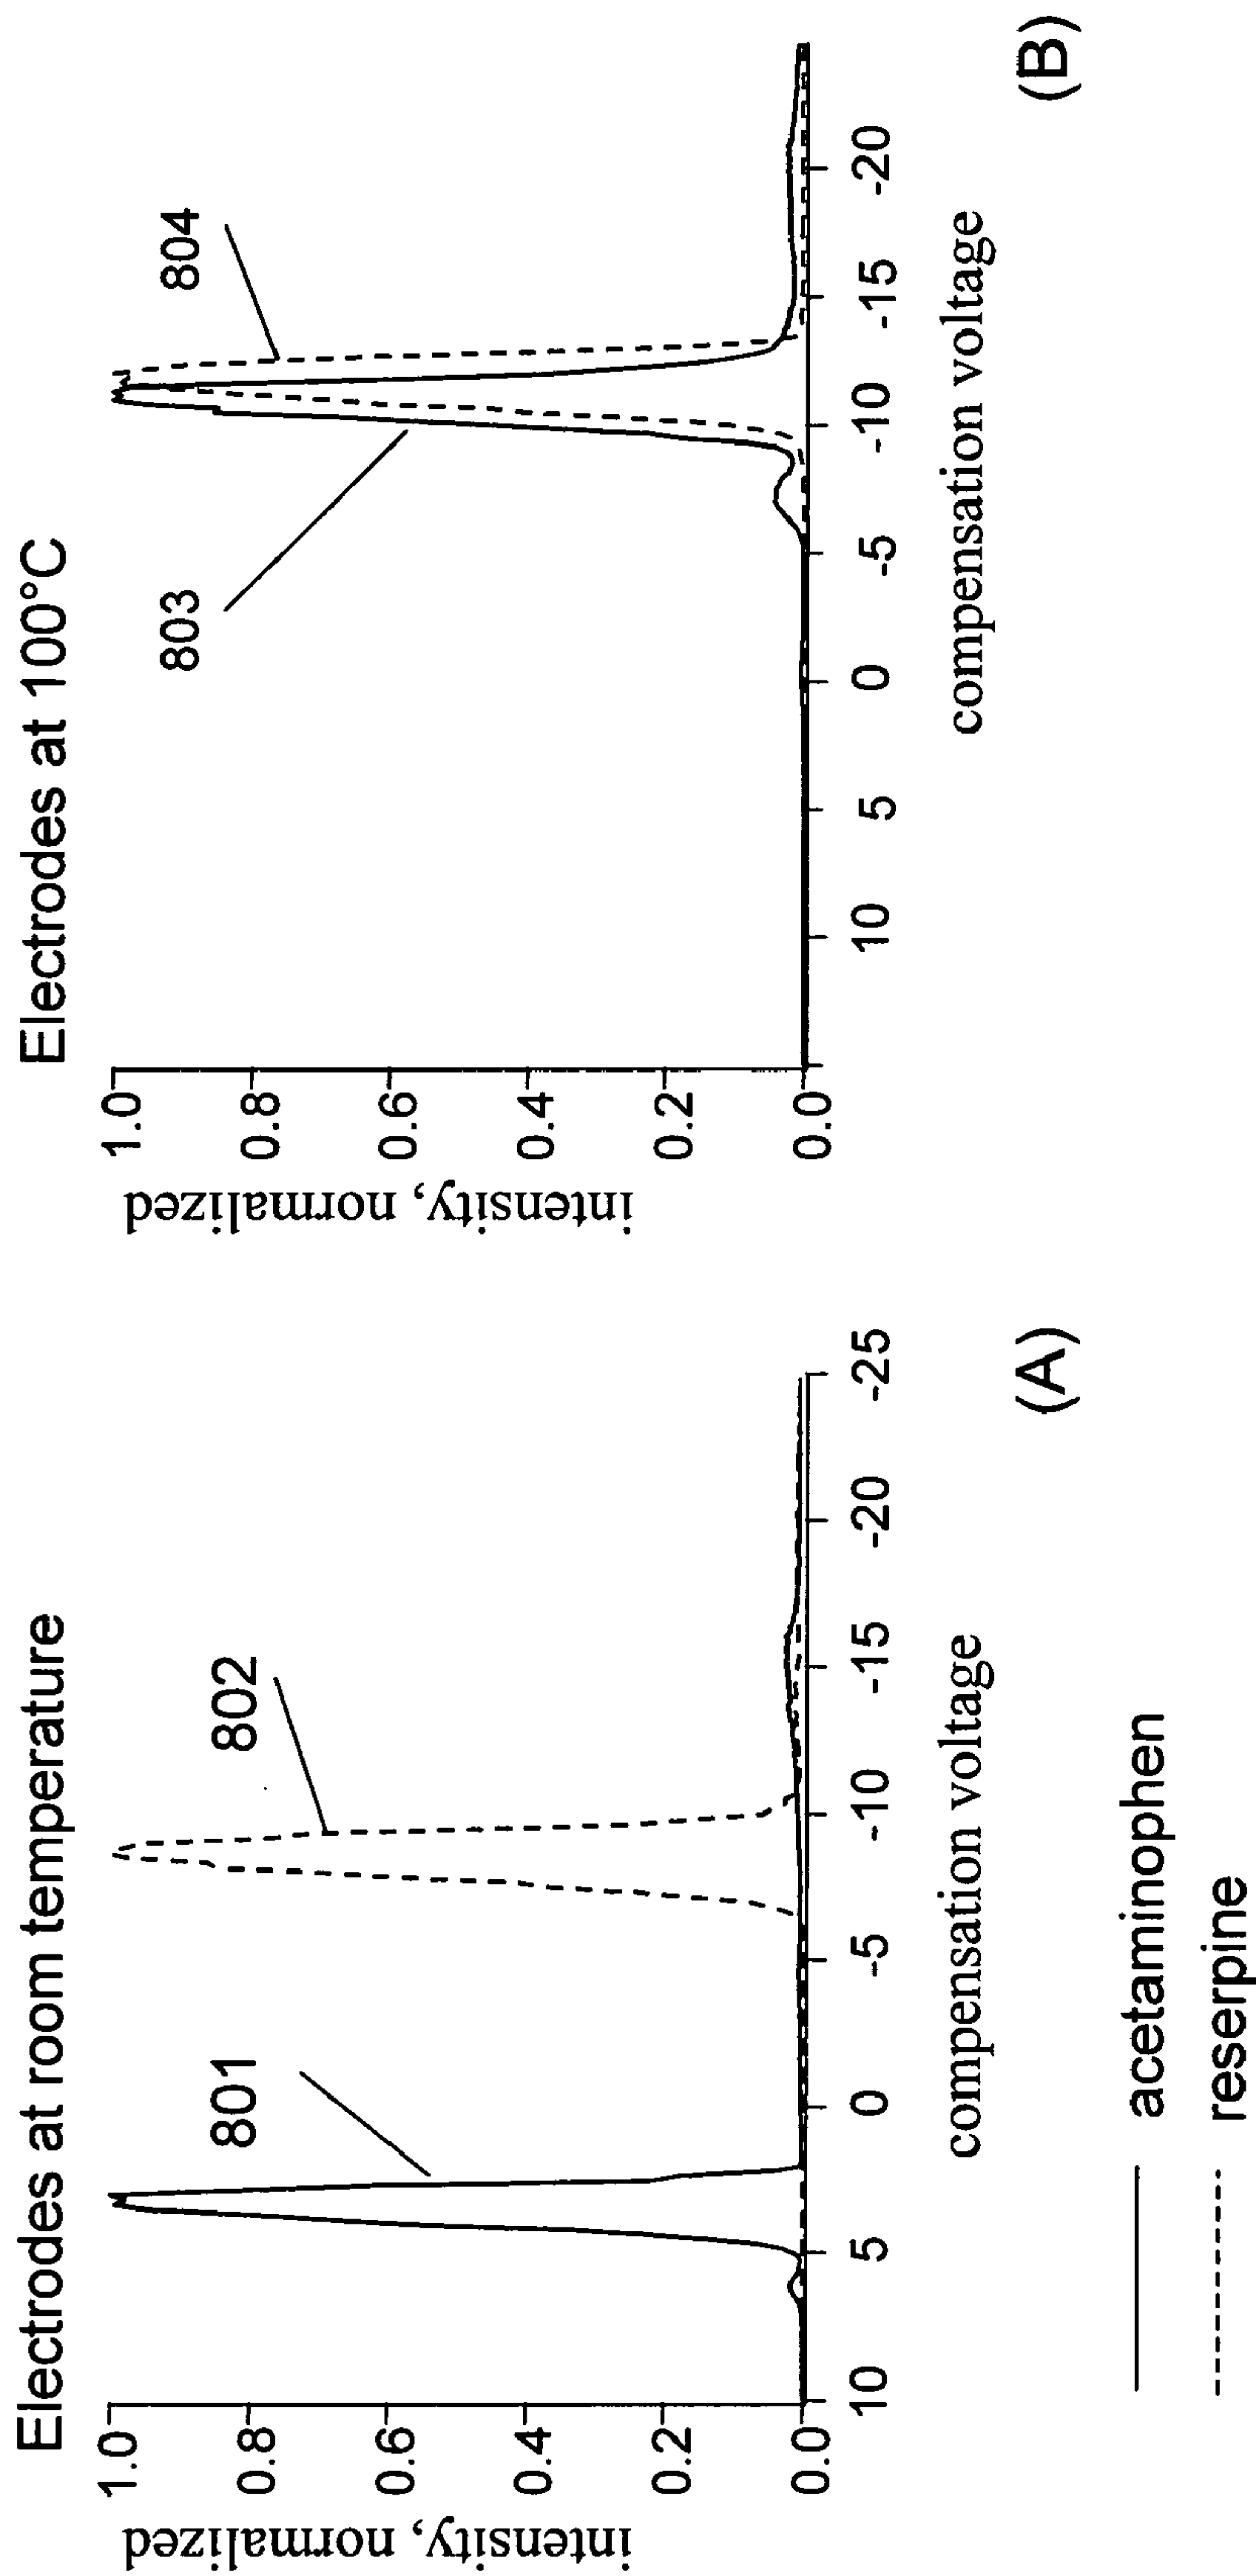 Electrodes at room temperature
intensity, normalized
1.0
0.8
0.6
0.4
0.2
0.0
801
802
10 5 0 -5 -10 -15 -20 -25
compensation voltage
(A)
Electrodes at 100°C
intensity, normalized
1.0
0.8
0.6
0.4
0.2
0.0
803
804
10 5 0 -5 -10 -15 -20
compensation voltage
(B)
acetaminophen
reserpine